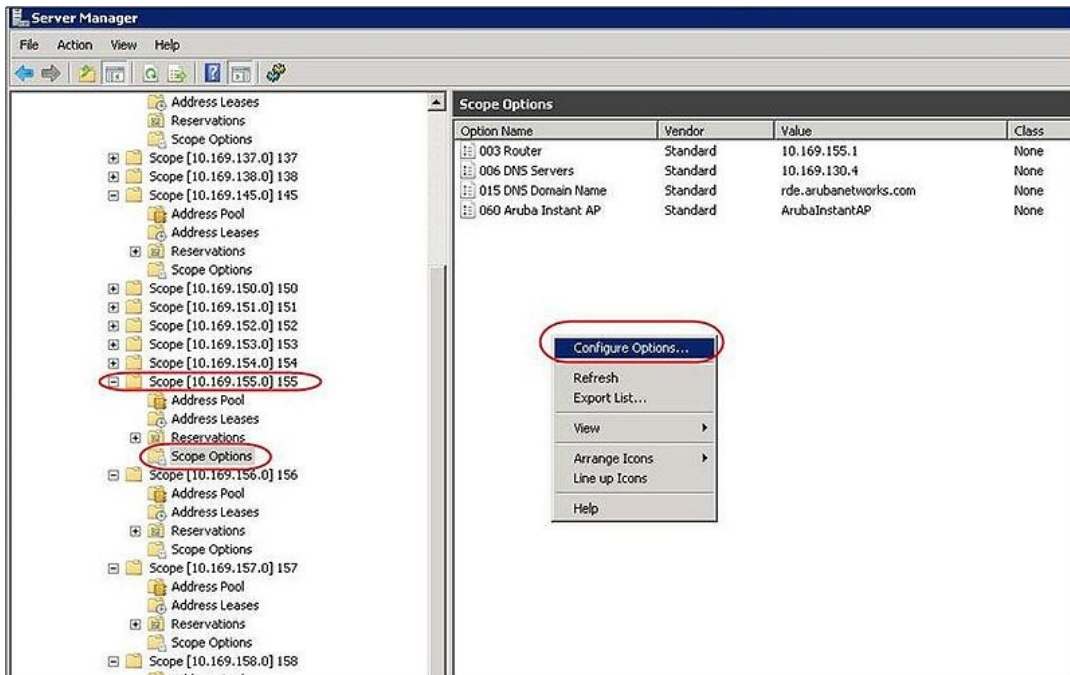 Server Manager
File Action View Help
Address Leases
Reservations
Scope Options
Scope [10.169.137.0] 137
Scope [10.169.138.0] 138
Scope [10.169.145.0] 145
Address Pool
Address Leases
Reservations
Scope Options
Scope [10.169.150.0] 150
Scope [10.169.151.0] 151
Scope [10.169.152.0] 152
Scope [10.169.153.0] 153
Scope [10.169.154.0] 154
Scope [10.169.155.0] 155
Address Pool
Address Leases
Reservations
Scope Options
Scope [10.169.156.0] 156
Address Pool
Address Leases
Reservations
Scope Options
Scope [10.169.157.0] 157
Address Pool
Address Leases
Reservations
Scope Options
Scope [10.169.158.0] 158
Scope Options
Option Name Vendor Value Class
003 Router Standard 10.169.155.1 None
006 DNS Servers Standard 10.169.130.4 None
015 DNS Domain Name Standard rde.arubanetworks.com None
060 Aruba Instant AP Standard ArubaInstantAP None
Configure Options...
Refresh
Export List...
View
Arrange Icons
Line up Icons
Help